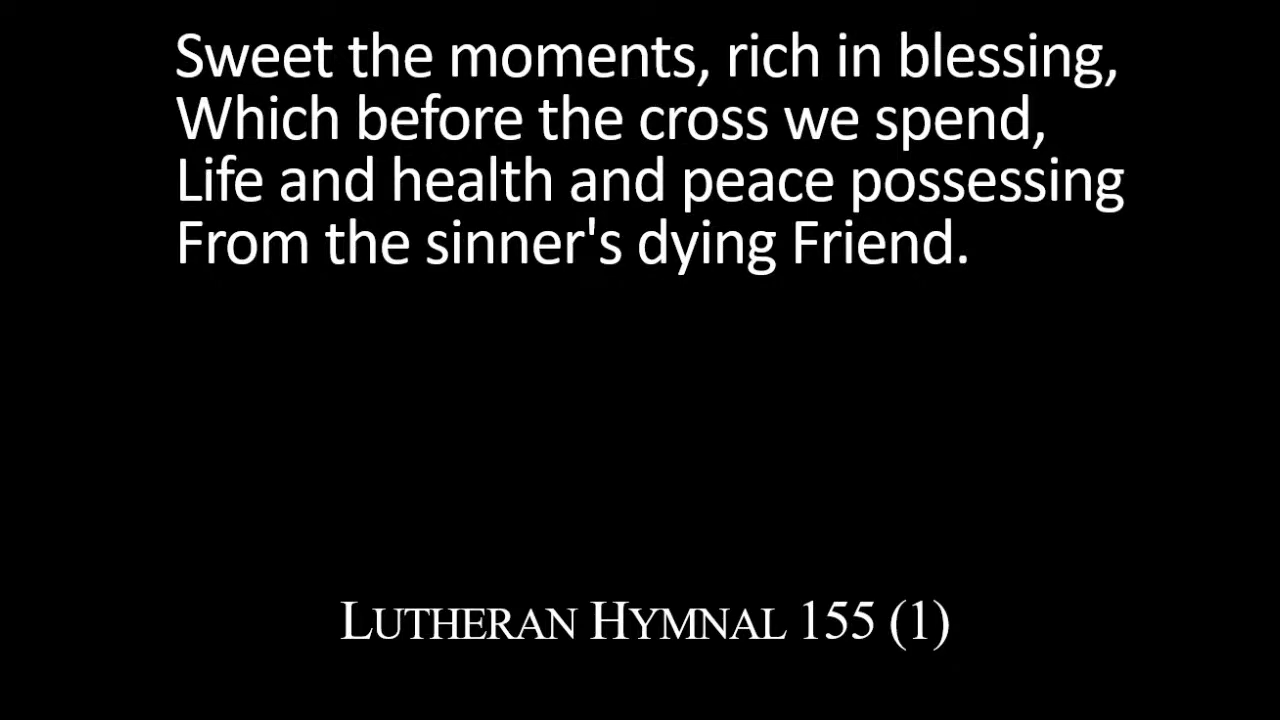 Sweet the moments, rich in blessing,
Which before the cross we spend,
Life and health and peace possessing
From the sinner's dying Friend.
LUTHERAN HYMNAL 155 (1)